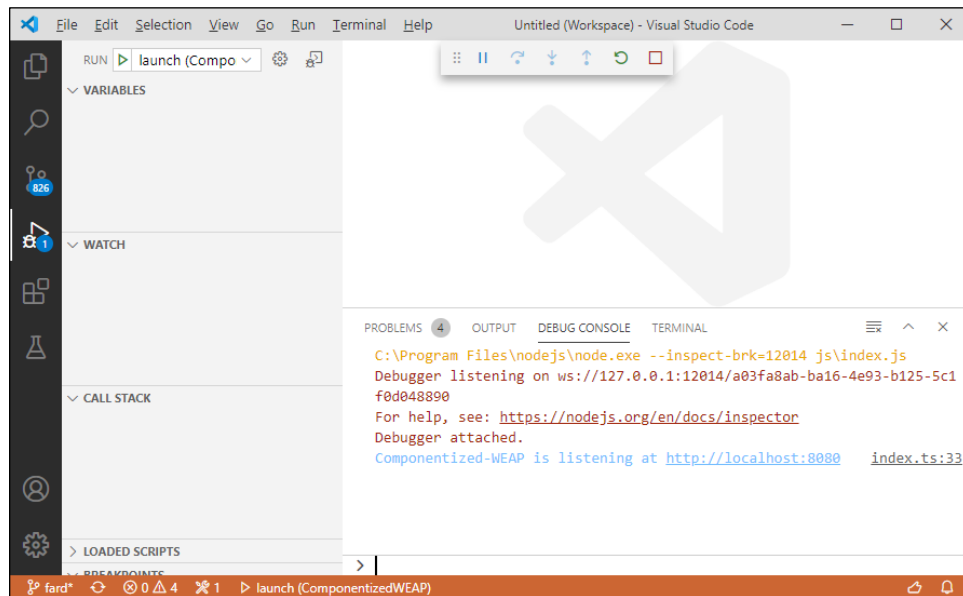 File Edit Selection View Go Run Terminal Help Untitled (Workspace) - Visual Studio Code
RUN launch (Compo
VARIABLES
826
1
WATCH
CALL STACK
LOADED SCRIPTS
BREAKPOINTS
PROBLEMS 4 OUTPUT DEBUG CONSOLE TERMINAL
C:\Program Files\nodejs\node.exe --inspect-brk=12014 js\index.js
Debugger listening on ws://127.0.0.1:12014/a03fa8ab-ba16-4e93-b125-5c1
f0d048890
For help, see: https://nodejs.org/en/docs/inspector
Debugger attached.
Componentized-WEAP is listening at http://localhost:8080 index.ts:33
>
fard* 0 4 1 launch (ComponentizedWEAP)